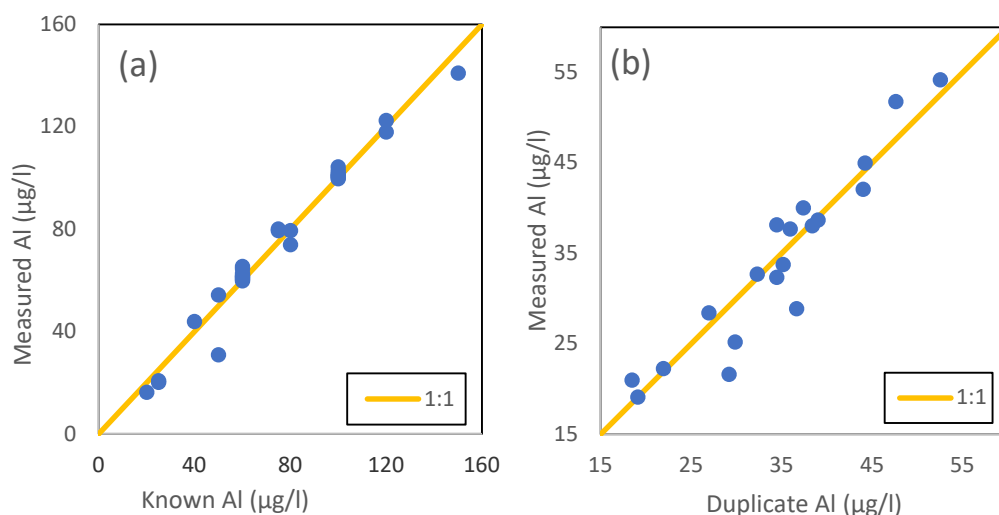 (a)
Measured Al (µg/l)
160
120
80
40
0
0 40 80 120 160
Known Al (µg/l)
1:1
(b)
Measured Al (µg/l)
55
45
35
25
15
15 25 35 45 55
Duplicate Al (µg/l)
1:1